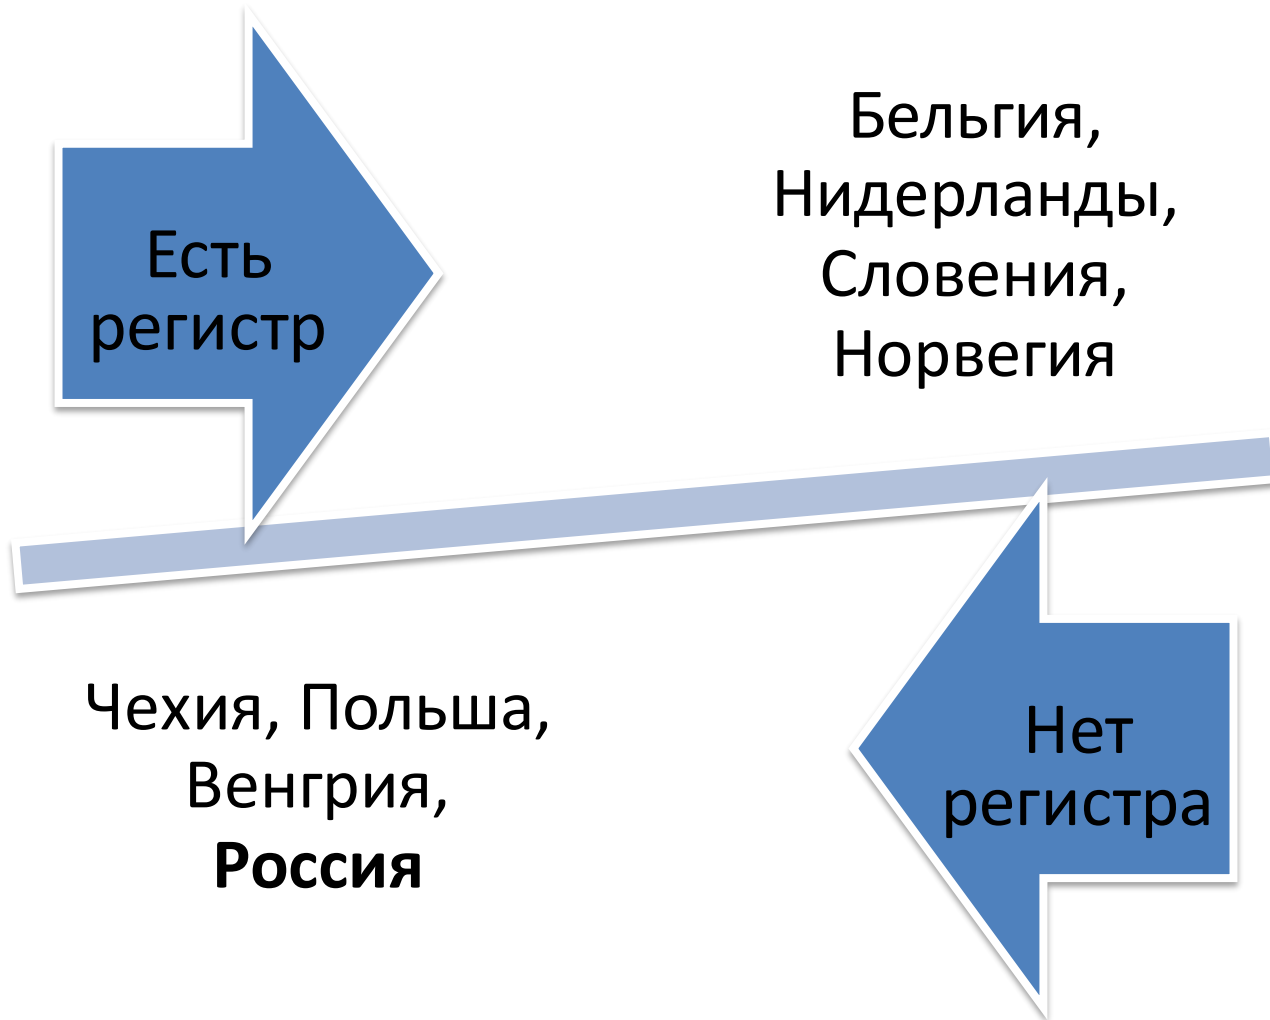 Есть
регистр
Бельгия,
Нидерланды,
Словения,
Норвегия
Чехия, Польша,
Венгрия,
Россия
Нет
регистра